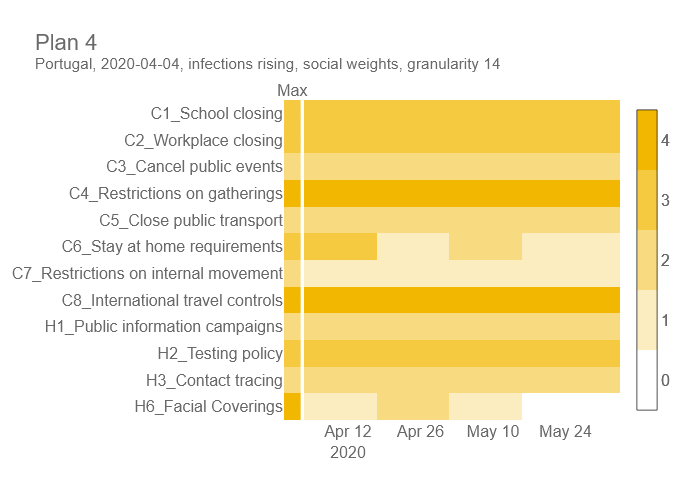 Plan 4
Portugal, 2020-04-04, infections rising, social weights, granularity 14
Max
C1_School closing
C2_Workplace closing
C3_Cancel public events
C4_Restrictions on gatherings
C5_Close public transport
C6_Stay at home requirements
C7_Restrictions on internal movement
C8_International travel controls
H1_Public information campaigns
H2_Testing policy
H3_Contact tracing
H6_Facial Coverings
Apr 12 Apr 26 May 10 May 24
2020
4
3
2
1
0